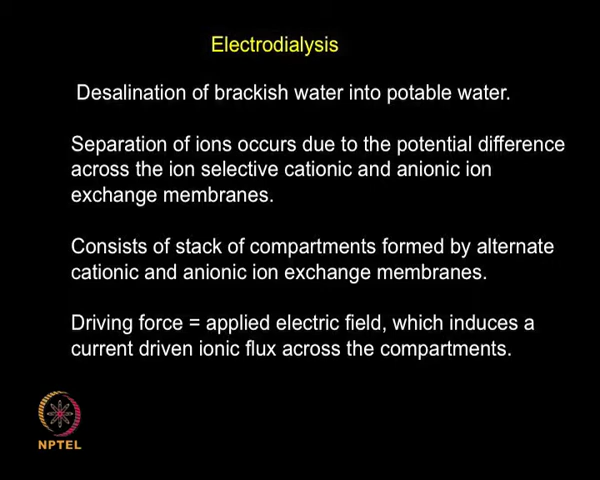 Electrodialysis
Desalination of brackish water into potable water.
Separation of ions occurs due to the potential difference
across the ion selective cationic and anionic ion
exchange membranes.
Consists of stack of compartments formed by alternate
cationic and anionic ion exchange membranes.
Driving force = applied electric field, which induces a
current driven ionic flux across the compartments.
NPTEL